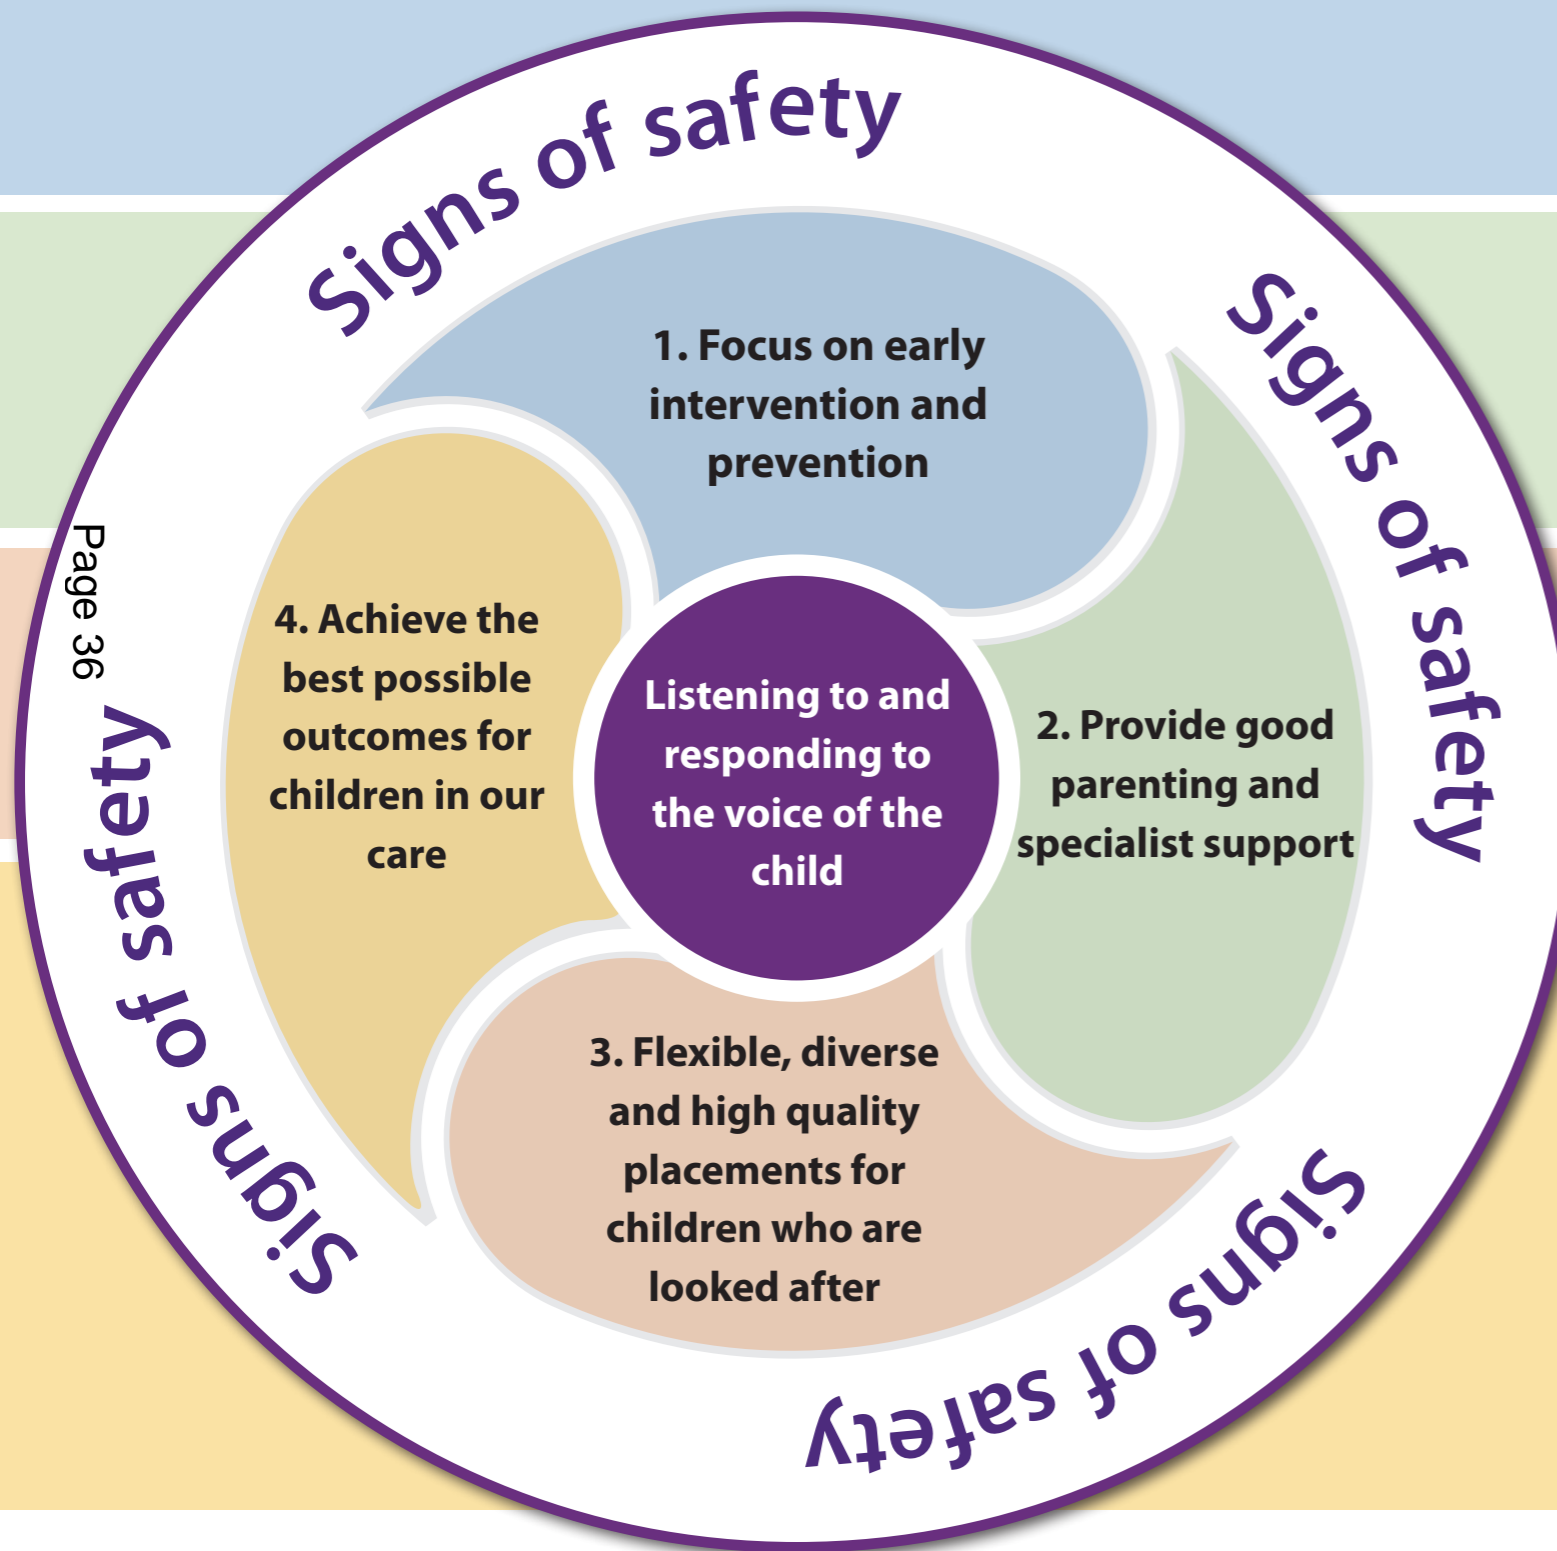 Signs of safety
Signs of safety
Signs of safety
Signs of safety
1. Focus on early
intervention and
prevention
2. Provide good
parenting and
specialist support
3. Flexible, diverse
and high quality
placements for
children who are
looked after
4. Achieve the
best possible
outcomes for
children in our
care
Listening to and
responding to
the voice of the
child
Page 36